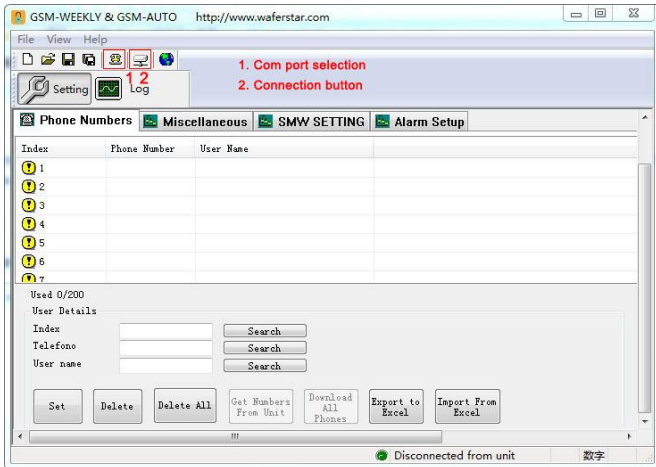 GSM-WEEKLY & GSM-AUTO http://www.waferstar.com
File View Help
1 2
1. Com port selection
2. Connection button
Setting Log
Phone Numbers Miscellaneous SMW SETTING Alarm Setup
Index Phone Number User Name
1
2
3
4
5
6
7
Used 0/200
User Details
Index Search
Telefono Search
User name Search
Set Delete Delete All Get Numbers From Unit Download All Phones Export to Excel Import From Excel
Disconnected from unit 数字